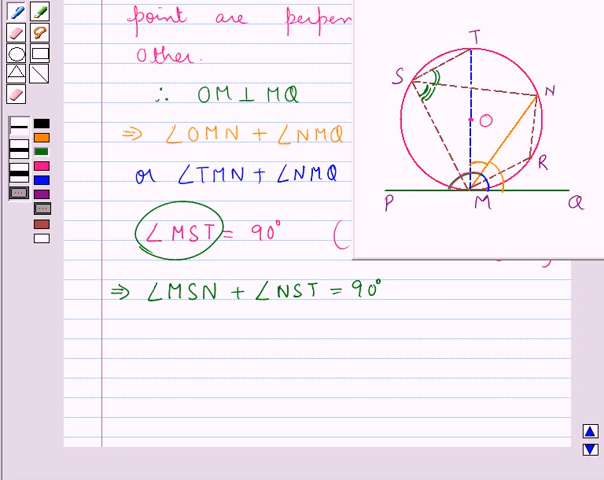 point are perpen
other.
∴ OM ⊥ MQ
⇒ ∠OMN + ∠NMQ
or ∠TMN + ∠NMQ
∠MST = 90° (
⇒ ∠MSN + ∠NST = 90°
T
S
N
O
R
P
M
Q